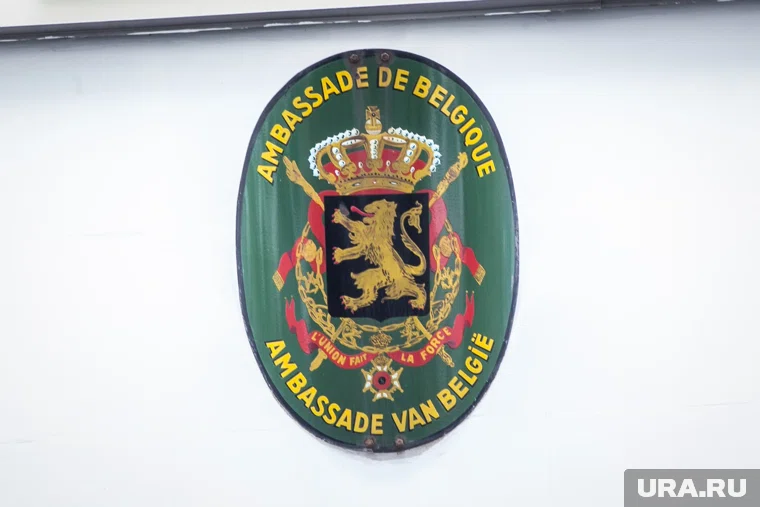 AMBASSADE DE BELGIQUE
L'UNION FAIT LA FORCE
AMBASSADE VAN BELGIË
URA.RU